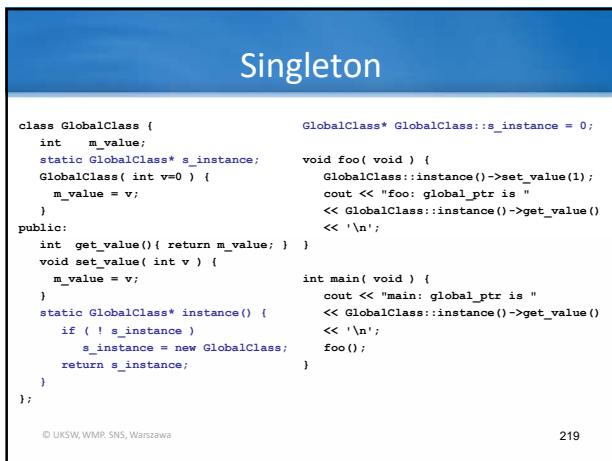 Singleton
class GlobalClass {
   int    m_value;
   static GlobalClass* s_instance;
   GlobalClass( int v=0 ) {
     m_value = v;
   }
public:
   int  get_value(){ return m_value; }
   void set_value( int v ) {
     m_value = v;
   }
   static GlobalClass* instance() {
      if ( ! s_instance )
         s_instance = new GlobalClass;
      return s_instance;
   }
};
GlobalClass* GlobalClass::s_instance = 0;
void foo( void ) {
   GlobalClass::instance()->set_value(1);
   cout << "foo: global_ptr is "
   << GlobalClass::instance()->get_value()
   << '\n';
}
int main( void ) {
   cout << "main: global_ptr is "
   << GlobalClass::instance()->get_value()
   << '\n';
   foo();
}
© UKSW, WMP. SNS, Warszawa
219